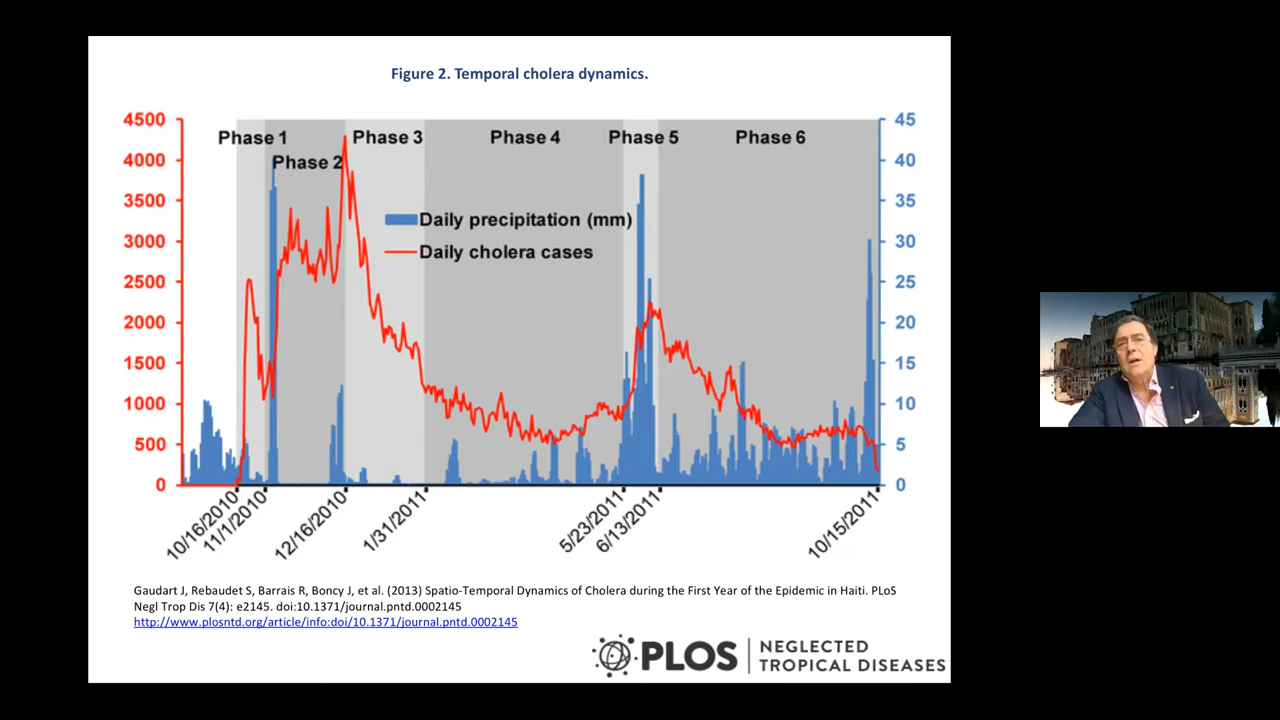 Figure 2. Temporal cholera dynamics.
4500
4000
3500
3000
2500
2000
1500
1000
500
0
Phase 1
Phase 2
Phase 3
Phase 4
Phase 5
Phase 6
Daily precipitation (mm)
Daily cholera cases
45
40
35
30
25
20
15
10
5
0
10/16/2010
11/1/2010
12/16/2010
1/31/2011
5/23/2011
6/13/2011
10/15/2011
Gaudart J, Rebaudet S, Barrais R, Boncy J, et al. (2013) Spatio-Temporal Dynamics of Cholera during the First Year of the Epidemic in Haiti. PLoS
Negl Trop Dis 7(4): e2145. doi:10.1371/journal.pntd.0002145
http://www.plosntd.org/article/info:doi/10.1371/journal.pntd.0002145
PLOS
NEGLECTED
TROPICAL DISEASES